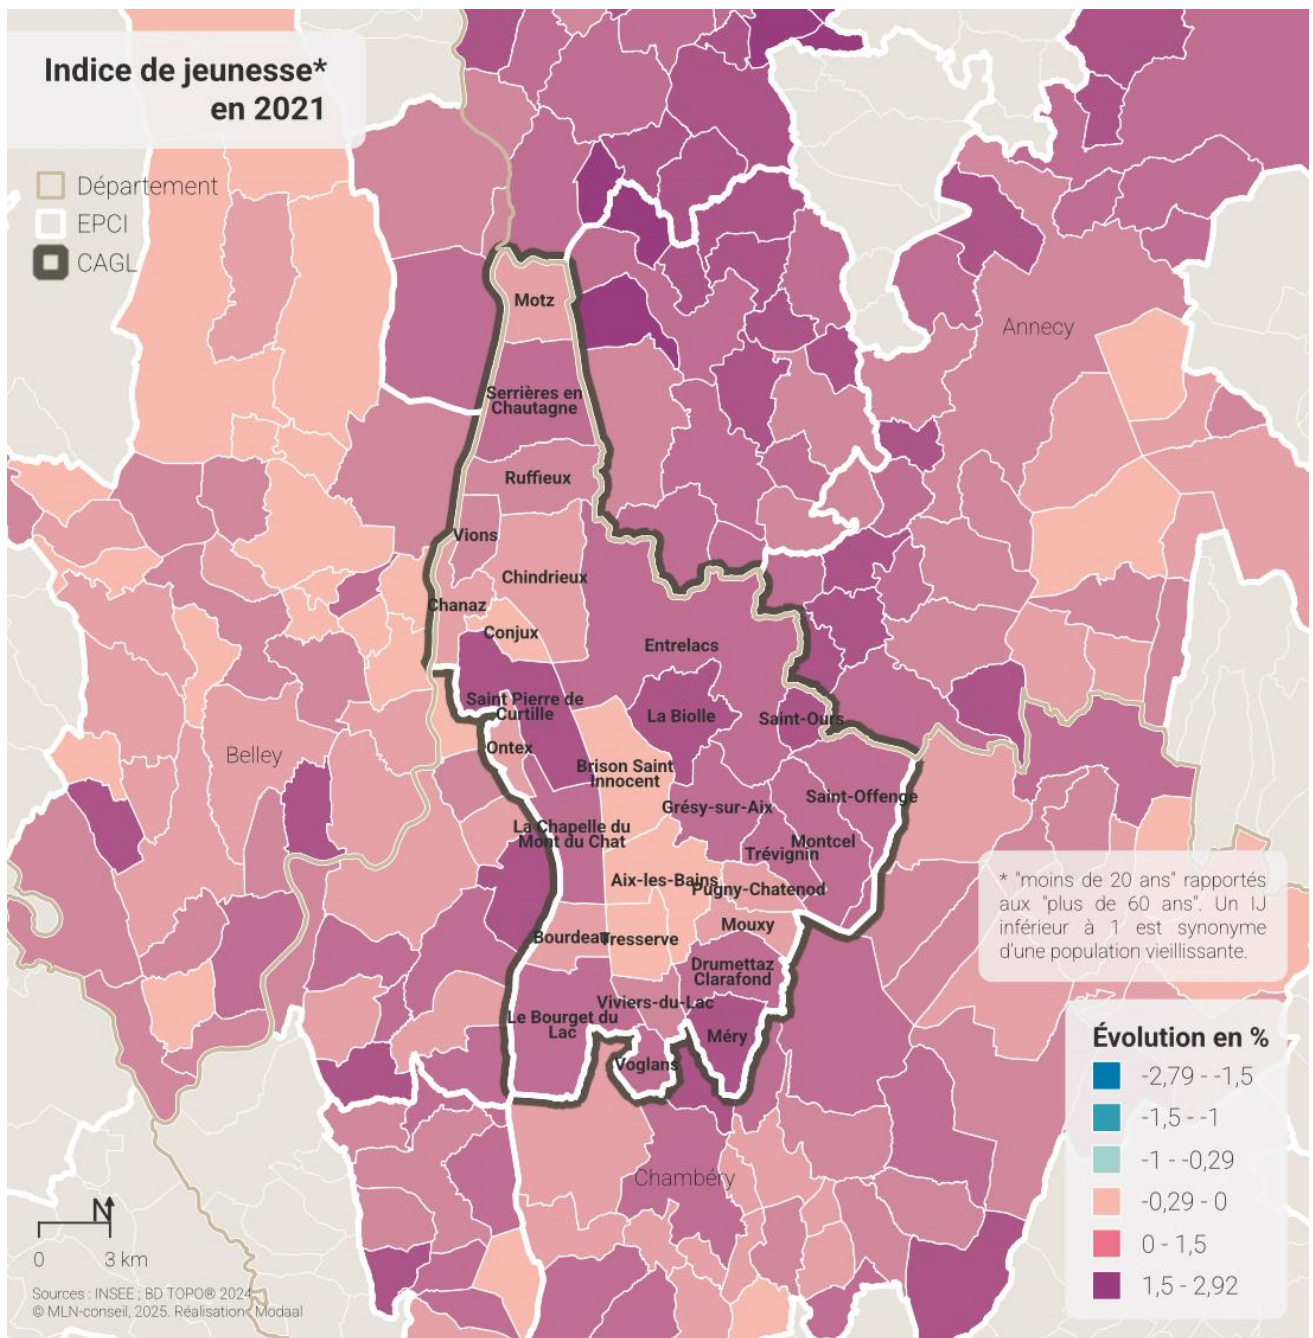 Indice de jeunesse*
en 2021
Département
EPCI
CAGL
Motz
Annecy
Serrières en
Chautagne
Ruffieux
Vions
Chindrieux
Chanaz
Conjux
Entrelacs
Saint Pierre de
Curtille
La Biolle
Saint-Ours
Ontex
Belley
Brison Saint
Innocent
Grésy-sur-Aix
Saint-Offenge
La Chapelle du
Mont du Chat
Montcel
Trévignin
Aix-les-Bains
Pugny-Chatenod
Mouxy
Bourdeau
Tresserve
Drumettaz
Clarafond
Viviers-du-Lac
Le Bourget du
Lac
Méry
Voglans
Chambéry
* "moins de 20 ans" rapportés
aux "plus de 60 ans". Un IJ
inférieur à 1 est synonyme
d'une population vieillissante.
Évolution en %
-2,79 - -1,5
-1,5 - -1
-1 - -0,29
-0,29 - 0
0 - 1,5
1,5 - 2,92
N
0 3 km
Sources : INSEE ; BD TOPO® 2024
© MLN-conseil, 2025. Réalisation : Modaal